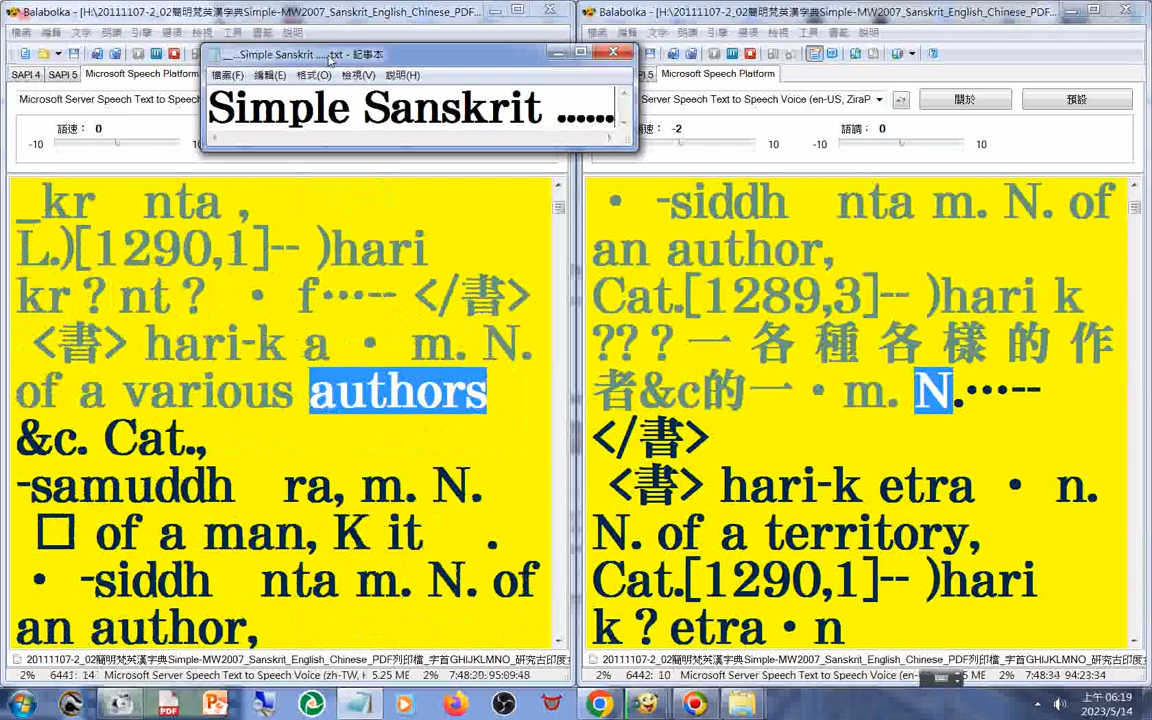 Balabolka - [H:\20111107-2_02簡明梵英漢字典Simple-MW2007_Sanskrit_English_Chinese_PDF...
Balabolka - [H:\20111107-2_02簡明梵英漢字典Simple-MW2007_Sanskrit_English_Chinese_PDF...
__...Simple Sanskrit .....txt - 記事本
檔案(F) 編輯(E) 格式(O) 檢視(V) 說明(H)
Simple Sanskrit ......
SAPI 4 SAPI 5 Microsoft Speech Platform
Microsoft Speech Platform
Microsoft Server Speech Text to Speech
Server Speech Text to Speech Voice (en-US, ZiraP
關於
預設
語速： 0
語速： -2
語調： 0
-10
10 -10 10
_kr nta ,
L.)[1290,1]-- )hari
kr ? nt ? • f…-- </書>
<書> hari-k a • m. N.
of a various authors
&c. Cat.,
-samuddh ra, m. N.
□ of a man, K it .
• -siddh nta m. N. of
an author,
• -siddh nta m. N. of
an author,
Cat.[1289,3]-- )hari k
?? ? 一 各 種 各 樣 的 作
者&c的一 • m. N.…--
</書>
<書> hari-k etra • n.
N. of a territory,
Cat.[1290,1]-- )hari
k ? etra • n
20111107-2_02簡明梵英漢字典Simple-MW2007_Sanskrit_English_Chinese_PDF列印檔_字首GHIJKLMNO_研究古印度
20111107-2_02簡明梵英漢字典Simple-MW2007_Sanskrit_English_Chinese_PDF列印檔_字首GHIJKLMNO_研究古印度
2% 6441: 14 Microsoft Server Speech Text to Speech Voice (zh-TW, 5.25 ME 2% 7:48:29:95:09:48
2% 6442: 10 Microsoft Server Speech Text to Speech Voice (en- 5.25 ME 2% 7:48:34 94:23:34
上午 06:19
2023/5/14